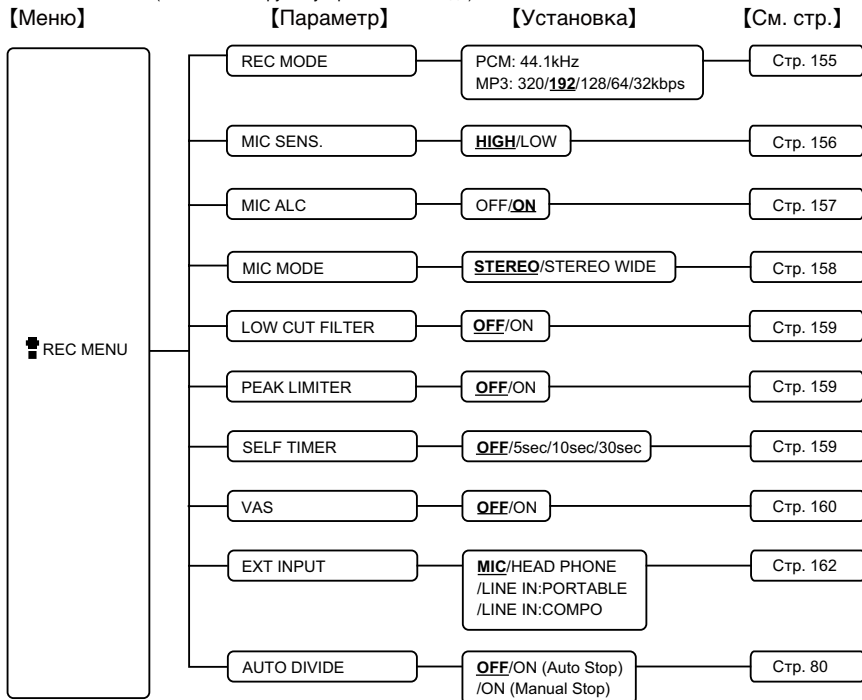 【Меню】 【Параметр】 【Установка】 【См. стр.】
REC MENU
REC MODE
PCM: 44.1kHz
MP3: 320/192/128/64/32kbps
Стр. 155
MIC SENS.
HIGH/LOW
Стр. 156
MIC ALC
OFF/ON
Стр. 157
MIC MODE
STEREO/STEREO WIDE
Стр. 158
LOW CUT FILTER
OFF/ON
Стр. 159
PEAK LIMITER
OFF/ON
Стр. 159
SELF TIMER
OFF/5sec/10sec/30sec
Стр. 159
VAS
OFF/ON
Стр. 160
EXT INPUT
MIC/HEAD PHONE
/LINE IN:PORTABLE
/LINE IN:COMPO
Стр. 162
AUTO DIVIDE
OFF/ON (Auto Stop)
/ON (Manual Stop)
Стр. 80